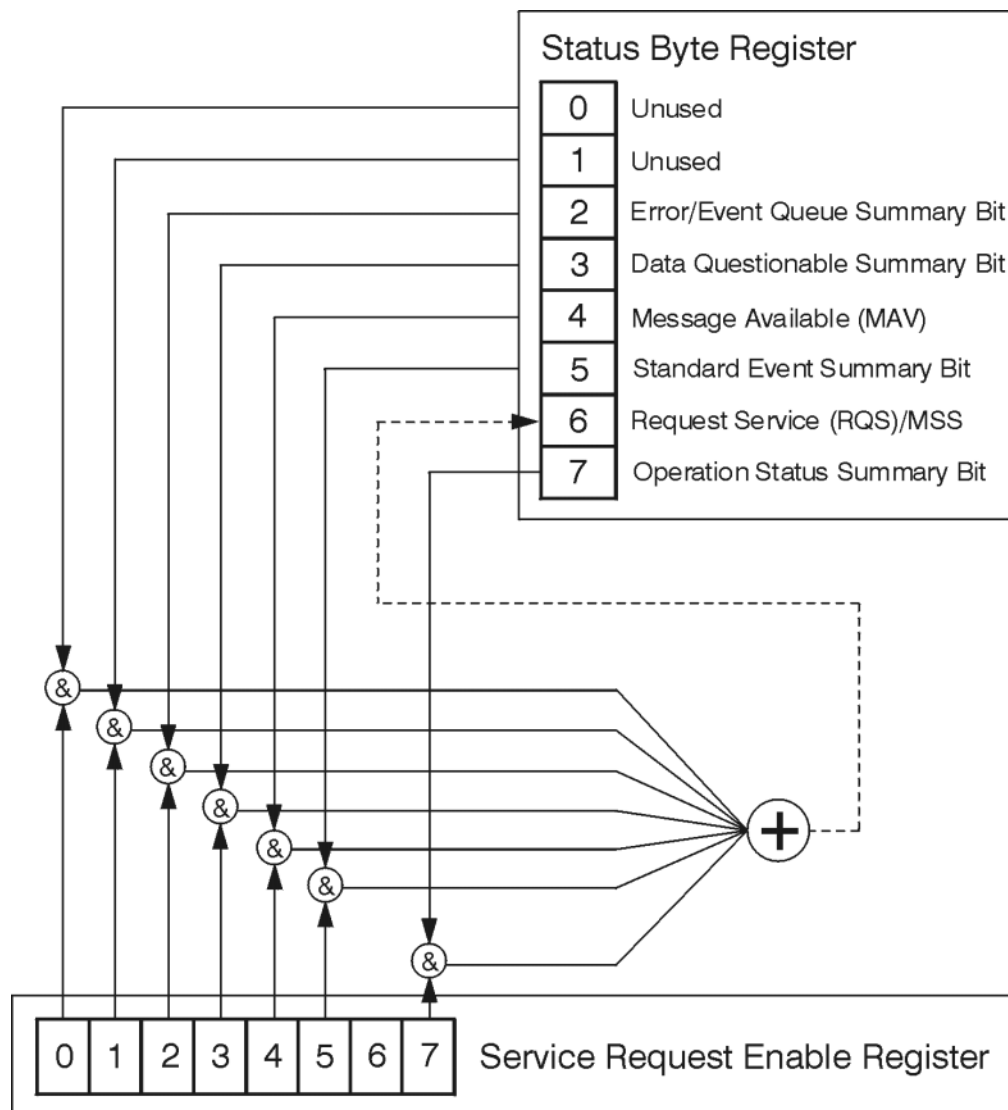 Status Byte Register
0 Unused
1 Unused
2 Error/Event Queue Summary Bit
3 Data Questionable Summary Bit
4 Message Available (MAV)
5 Standard Event Summary Bit
6 Request Service (RQS)/MSS
7 Operation Status Summary Bit
&
&
&
&
&
+
&
&
0 1 2 3 4 5 6 7 Service Request Enable Register